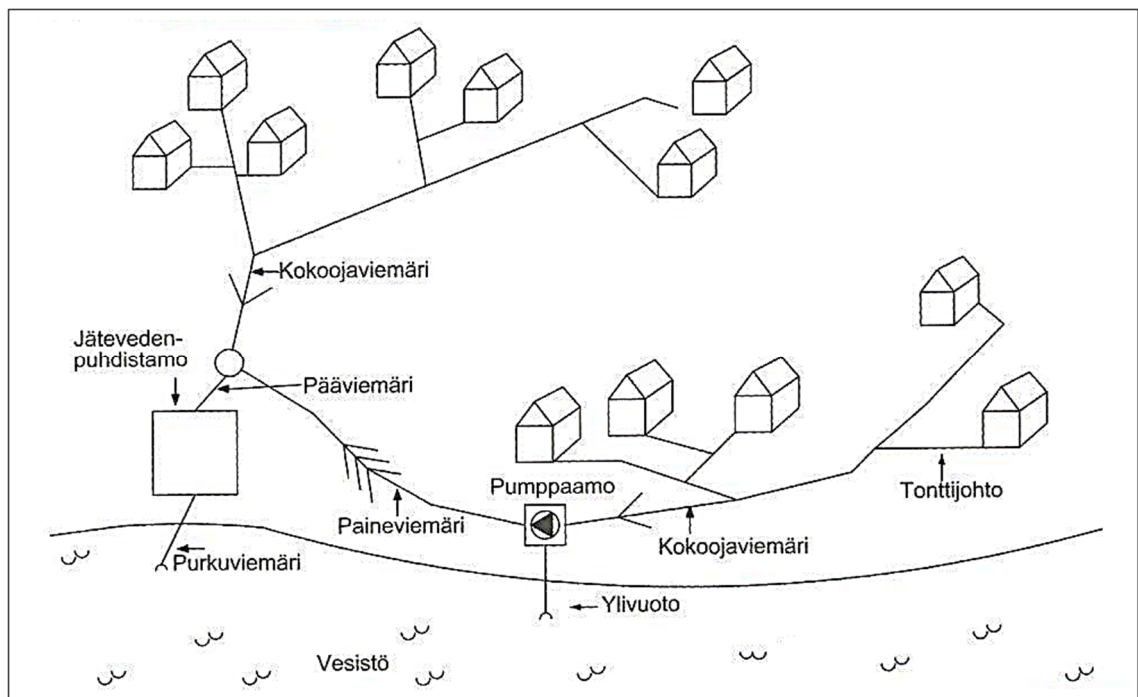 Kokoojaviemäri
Jäteveden-
puhdistamo
Pääviemäri
Pumppaamo
Tonttijohto
Paineviemäri
Kokoojaviemäri
Purkuviemäri
Ylivuoto
Vesistö